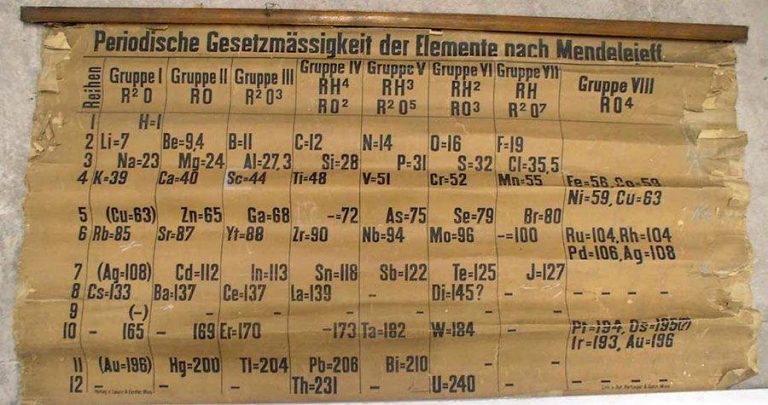 Periodische Gesetzmässigkeit der Elemente nach Mendelejeff.
Reihen Gruppe I Gruppe II Gruppe III Gruppe IV Gruppe V Gruppe VI Gruppe VII Gruppe VIII
RH⁴ RH³ RH² RH
R²O RO R²O³ RO² R²O⁵ RO³ R²O⁷ RO⁴
1 H=1
2 Li=7 Be=9,4 B=11 C=12 N=14 O=16 F=19
3 Na=23 Mg=24 Al=27,3 Si=28 P=31 S=32 Cl=35,5
4 K=39 Ca=40 Sc=44 Ti=48 V=51 Cr=52 Mn=55 Fe=56, Co=59
Ni=59, Cu=63
5 (Cu=63) Zn=65 Ga=68 -=72 As=75 Se=79 Br=80
6 Rb=85 Sr=87 Yt=88 Zr=90 Nb=94 Mo=96 -=100 Ru=104, Rh=104
Pd=106, Ag=108
7 (Ag=108) Cd=112 In=113 Sn=118 Sb=122 Te=125 J=127
8 Cs=133 Ba=137 Ce=137 La=139 - Di=145? - - - - -
9 (-) - - - - - -
10 - 165 - 169 Er=170 -173 Ta=182 W=184 - Pt=194, Os=195(?)
Ir=193, Au=196
11 (Au=196) Hg=200 Tl=204 Pb=206 Bi=210 - -
12 - - - Th=231 - U=240 - - - - -